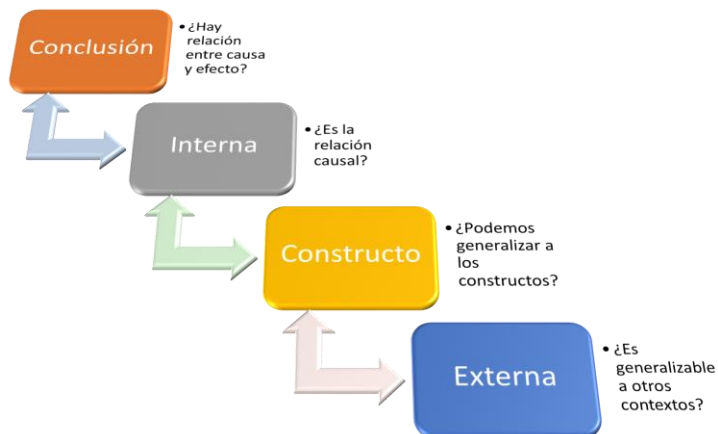 Conclusión
• ¿Hay
relación
entre causa
y efecto?
Interna
• ¿Es la
relación
causal?
Constructo
• ¿Podemos
generalizar a
los
constructos?
Externa
• ¿Es
generalizable
a otros
contextos?